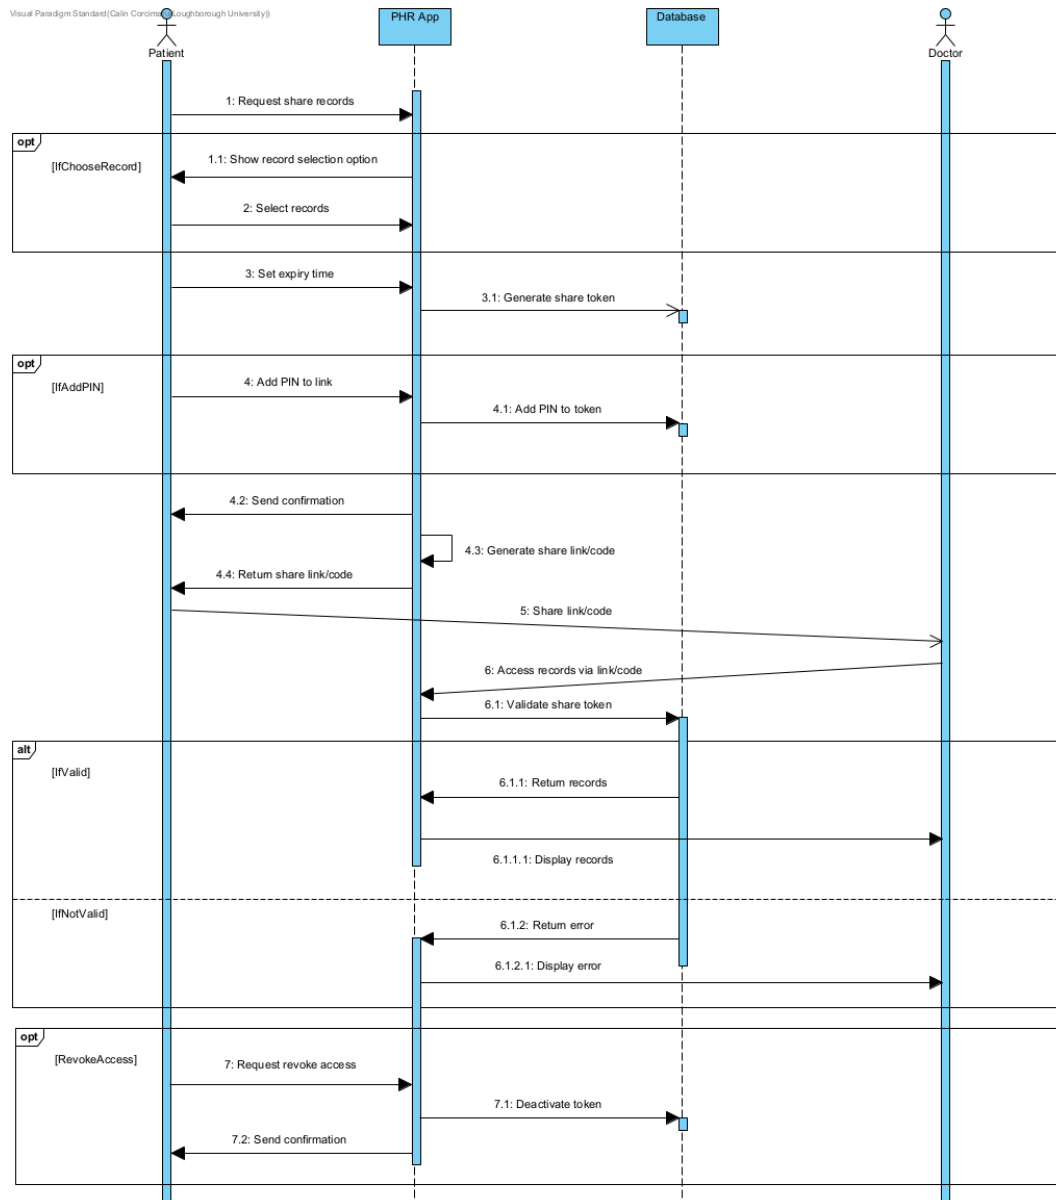 Visual Paradigm Standard(Calin Corcimaru(Loughborough University))
PHR App
Database
Patient
Doctor
1: Request share records
opt
[IfChooseRecord]
1.1: Show record selection option
2: Select records
3: Set expiry time
3.1: Generate share token
opt
[IfAddPIN]
4: Add PIN to link
4.1: Add PIN to token
4.2: Send confirmation
4.3: Generate share link/code
4.4: Return share link/code
5: Share link/code
6: Access records via link/code
6.1: Validate share token
alt
[IfValid]
6.1.1: Return records
6.1.1.1: Display records
[IfNotValid]
6.1.2: Return error
6.1.2.1: Display error
opt
[RevokeAccess]
7: Request revoke access
7.1: Deactivate token
7.2: Send confirmation